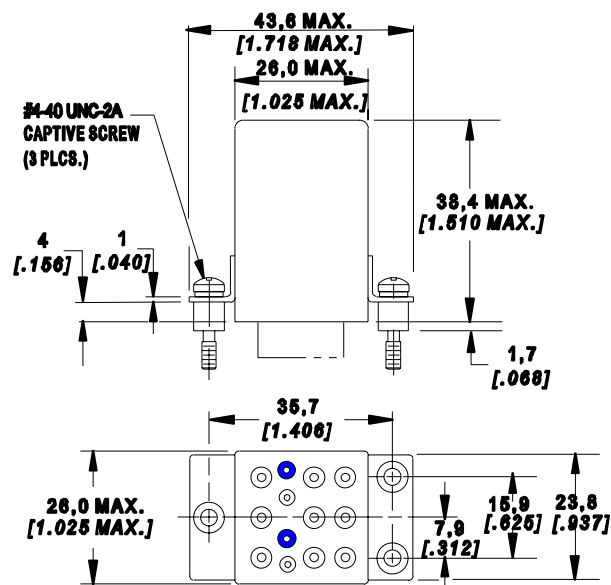 43,6 MAX.
[1.718 MAX.]
26,0 MAX.
[1.025 MAX.]
#4-40 UNC-2A
CAPTIVE SCREW
(3 PLCS.)
38,4 MAX.
[1.510 MAX.]
4
[.156]
1
[.040]
1,7
[.068]
35,7
[1.406]
26,0 MAX.
[1.025 MAX.]
15,9
[.625]
23,8
[.937]
7,9
[.312]